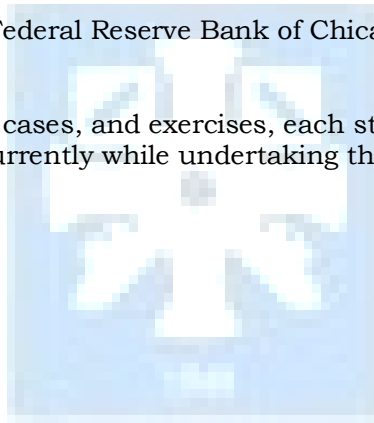 Federal Reserve Bank of Chica
cases, and exercises, each st
urrently while undertaking th